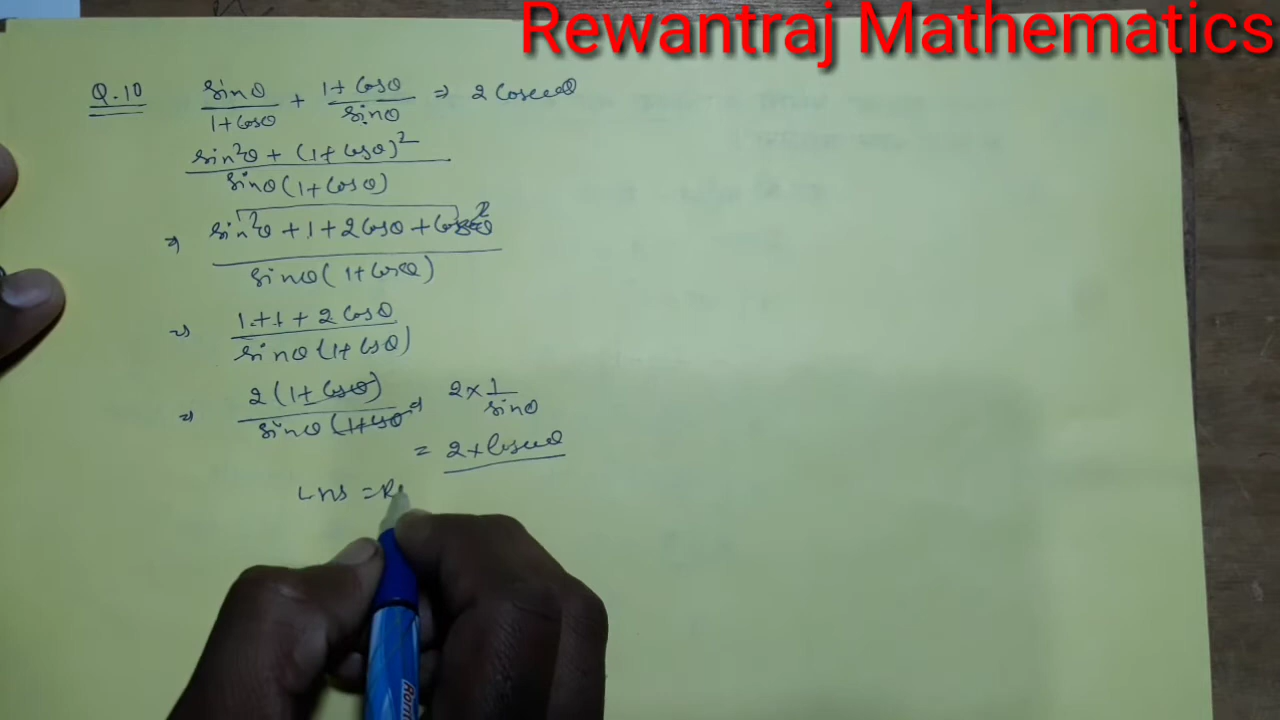 Rewantraj Mathematics
Q.10 sinθ/1+Cosθ + 1+Cosθ/sinθ ⇒ 2Cosecθ
sin²θ + (1+Cosθ)²/sinθ(1+Cosθ)
⇒ sin²θ + 1 + 2Cosθ + Cos²θ/sinθ(1+Cosθ)
⇒ 1+1+2Cosθ/sinθ(1+Cosθ)
⇒ 2(1+Cosθ)/sinθ(1+Cosθ) ⇒ 2×1/sinθ
= 2×Cosecθ
LHS =R